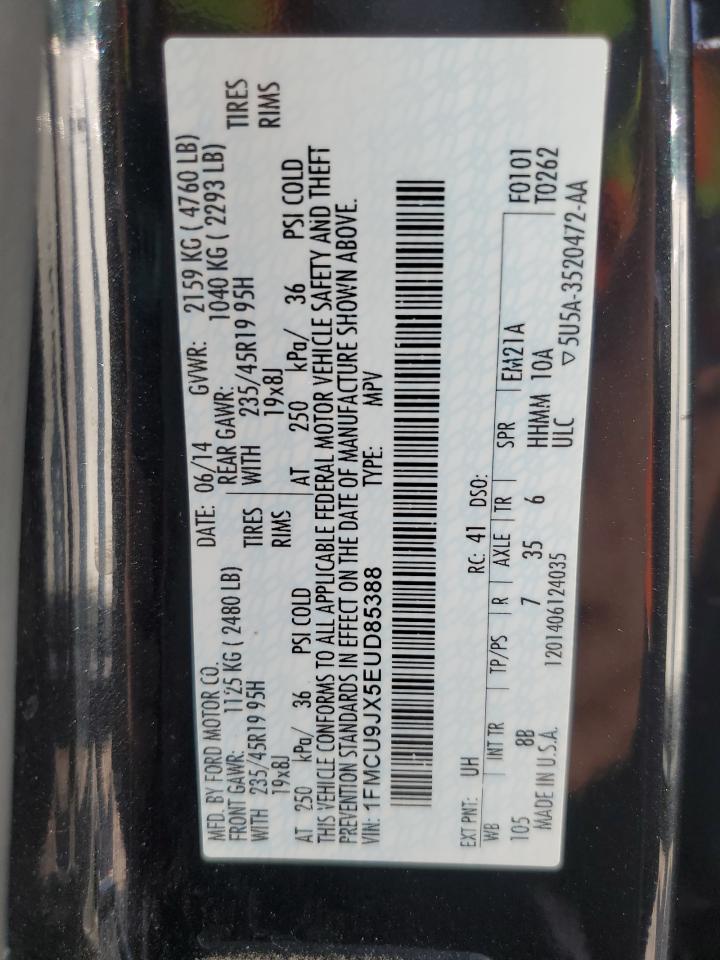 MFD. BY FORD MOTOR CO.
DATE: 06/14 GVWR: 2159 KG ( 4760 LB)
FRONT GAWR: 1125 KG ( 2480 LB)
REAR GAWR: 1040 KG ( 2293 LB)
WITH 235/45R19 95H TIRES
WITH 235/45R19 95H TIRES
19x8J RIMS
19x8J RIMS
AT 250 kPa/ 36 PSI COLD
AT 250 kPa/ 36 PSI COLD
THIS VEHICLE CONFORMS TO ALL APPLICABLE FEDERAL MOTOR VEHICLE SAFETY AND THEFT
PREVENTION STANDARDS IN EFFECT ON THE DATE OF MANUFACTURE SHOWN ABOVE.
VIN: 1FMCU9JX5EUD85388 TYPE: MPV
EXT PNT: UH RC: 41 DSO:
WB INT TR TP/PS R AXLE TR SPR EM21A F0101
105 8B 7 35 6 HHMM 10A T0262
MADE IN U.S.A. 1201406124035 ULC ▽5U5A-3520472-AA